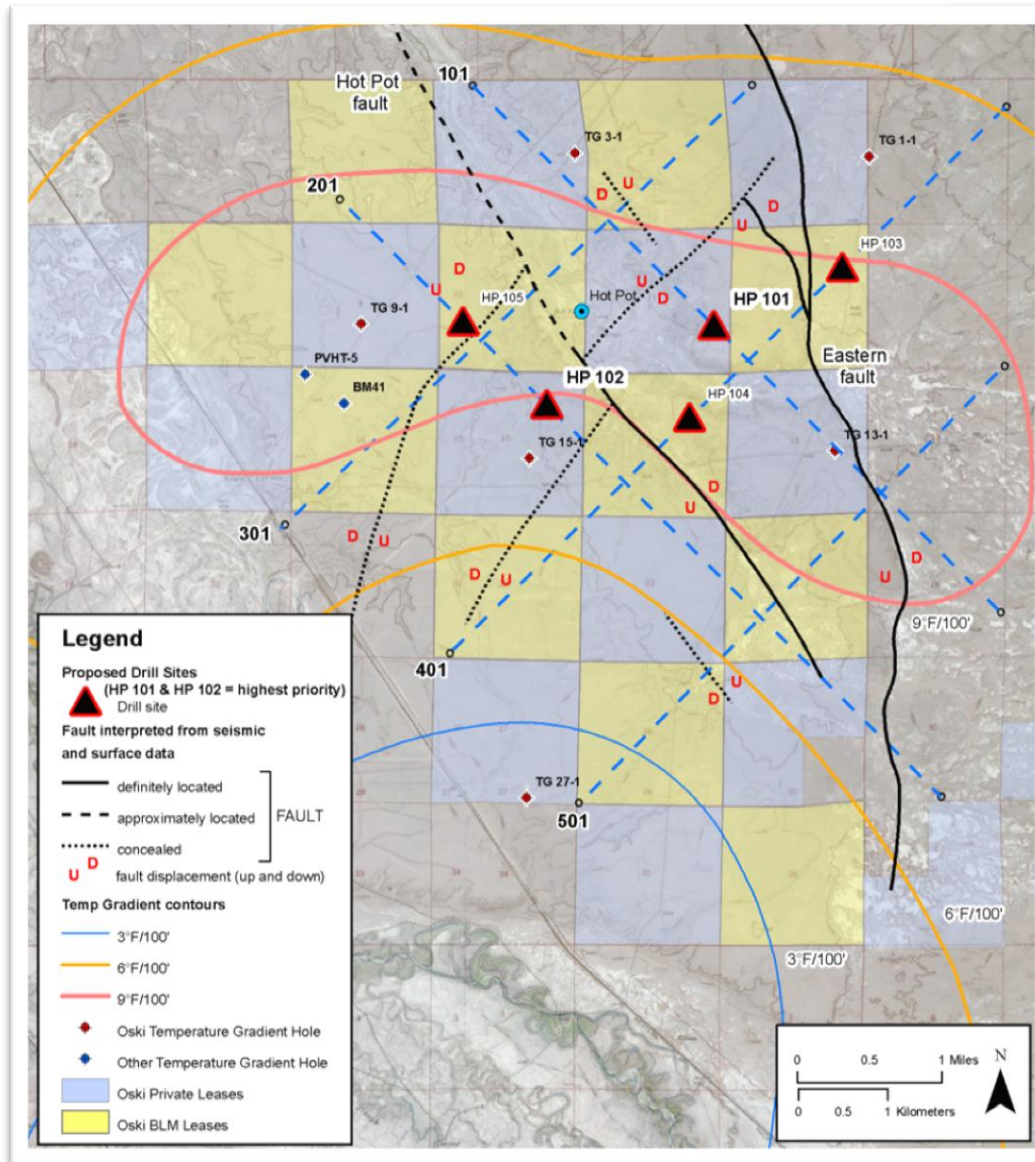 Hot Pot
fault
101
TG 3-1
TG 1-1
201
U
D
D
U
HP 103
D
U
HP 105
U
D
Hot Pot
HP 101
TG 9-1
Eastern
fault
PVHT-5
BM41
HP 102
HP 104
TG 15-1
TG 13-1
D
U
301
D
U
D
U
D
U
9°F/100'
401
U
D
TG 27-1
501
6°F/100'
3°F/100'
Legend
Proposed Drill Sites
(HP 101 & HP 102 = highest priority)
Drill site
Fault interpreted from seismic
and surface data
definitely located
approximately located
FAULT
concealed
U D fault displacement (up and down)
Temp Gradient contours
3°F/100'
6°F/100'
9°F/100'
Oski Temperature Gradient Hole
Other Temperature Gradient Hole
Oski Private Leases
Oski BLM Leases
0 0.5 1 Miles
0 0.5 1 Kilometers
N